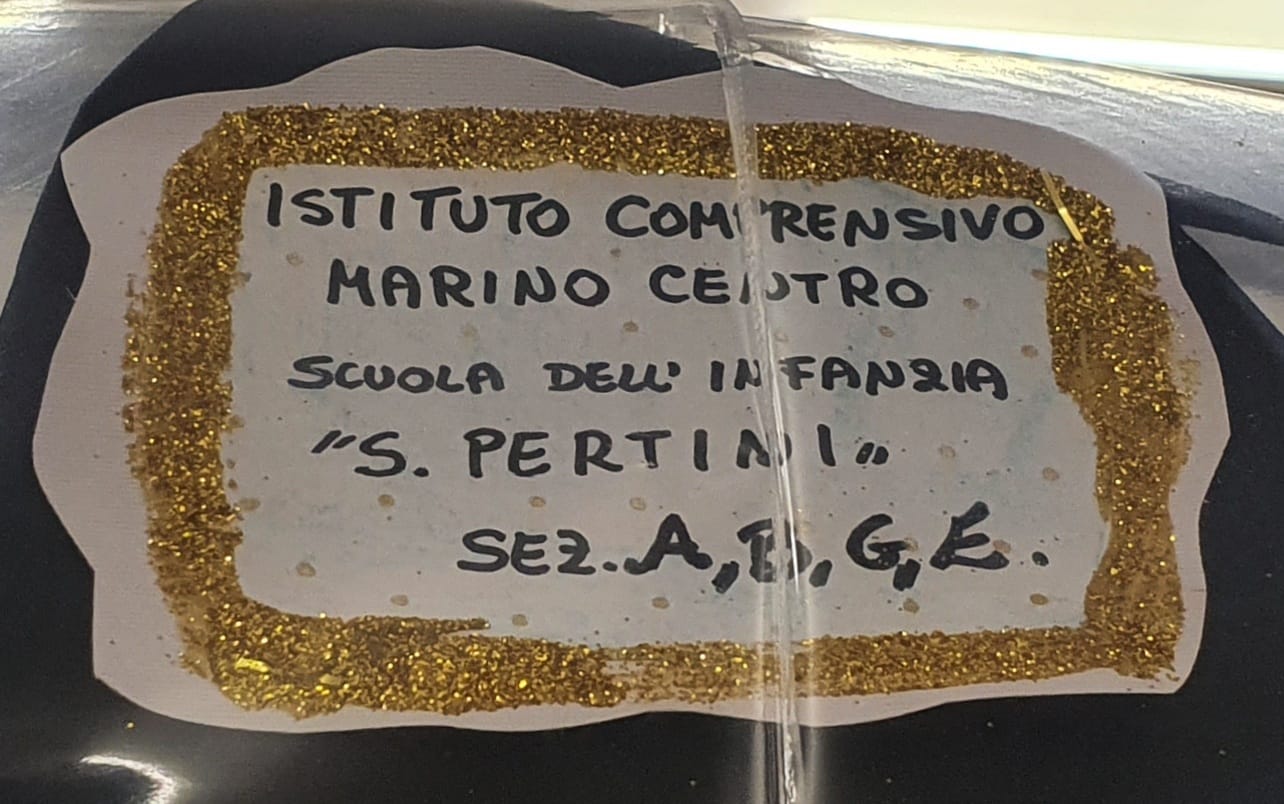 ISTITUTO COMPRENSIVO
MARINO CENTRO
SCUOLA DELL' INFANZIA
"S. PERTINI"
SEZ. A, B, G, E.